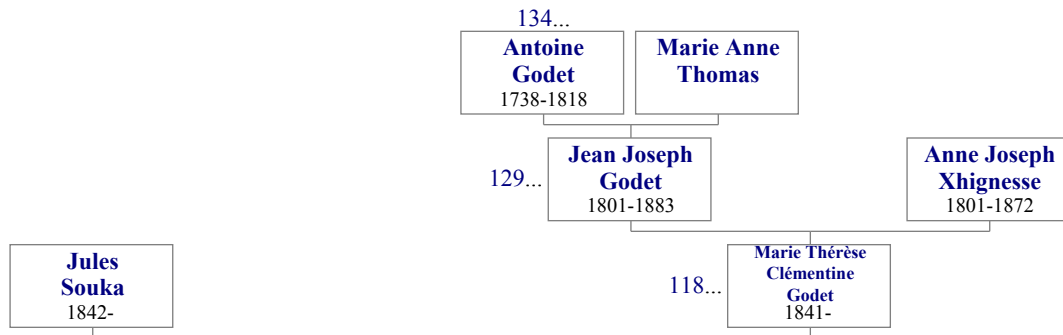 134...
Antoine
Godet
1738-1818
Marie Anne
Thomas
129...
Jean Joseph
Godet
1801-1883
Anne Joseph
Xhignesse
1801-1872
Jules
Souka
1842-
118...
Marie Thérèse
Clémentine
Godet
1841-